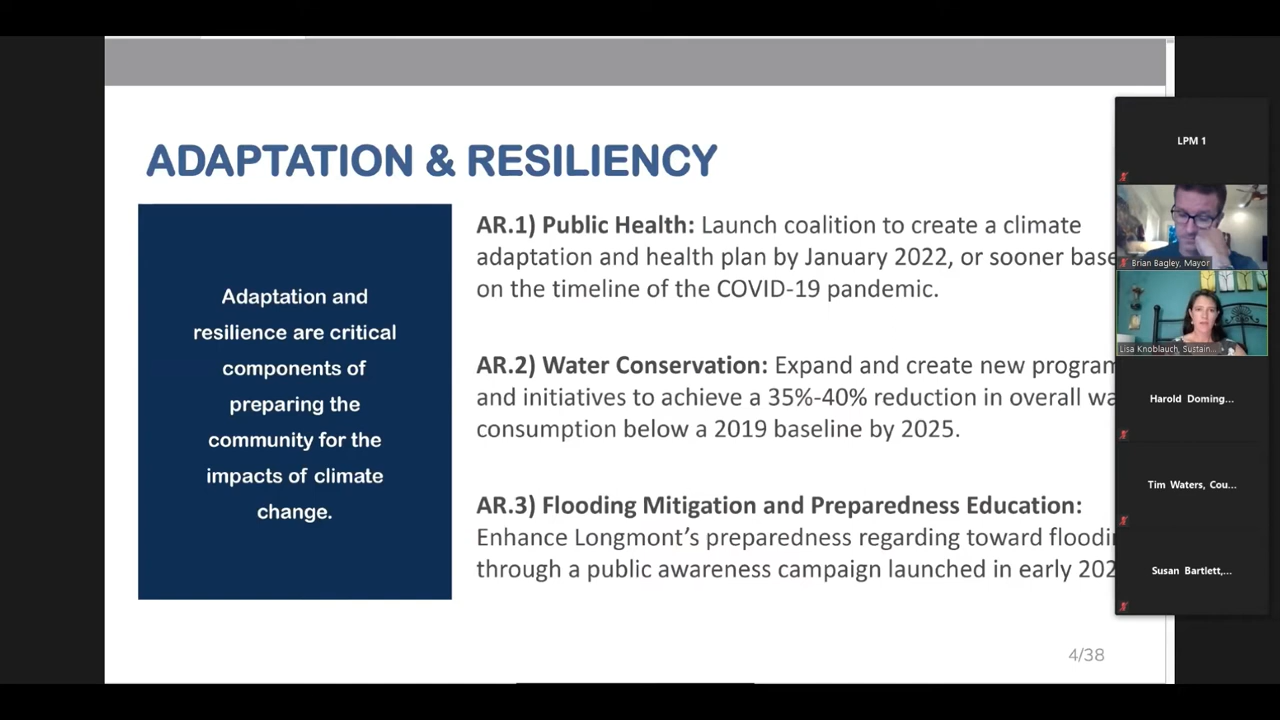 ADAPTATION & RESILIENCY
Adaptation and
resilience are critical
components of
preparing the
community for the
impacts of climate
change.
AR.1) Public Health: Launch coalition to create a climate
adaptation and health plan by January 2022, or sooner base
on the timeline of the COVID-19 pandemic.
AR.2) Water Conservation: Expand and create new program
and initiatives to achieve a 35%-40% reduction in overall wa
consumption below a 2019 baseline by 2025.
AR.3) Flooding Mitigation and Preparedness Education:
Enhance Longmont’s preparedness regarding toward floodin
through a public awareness campaign launched in early 202
4/38
LPM 1
Brian Bagley, Mayor
Lisa Knoblauch, Sustain...
Harold Doming...
Tim Waters, Cou...
Susan Bartlett,...